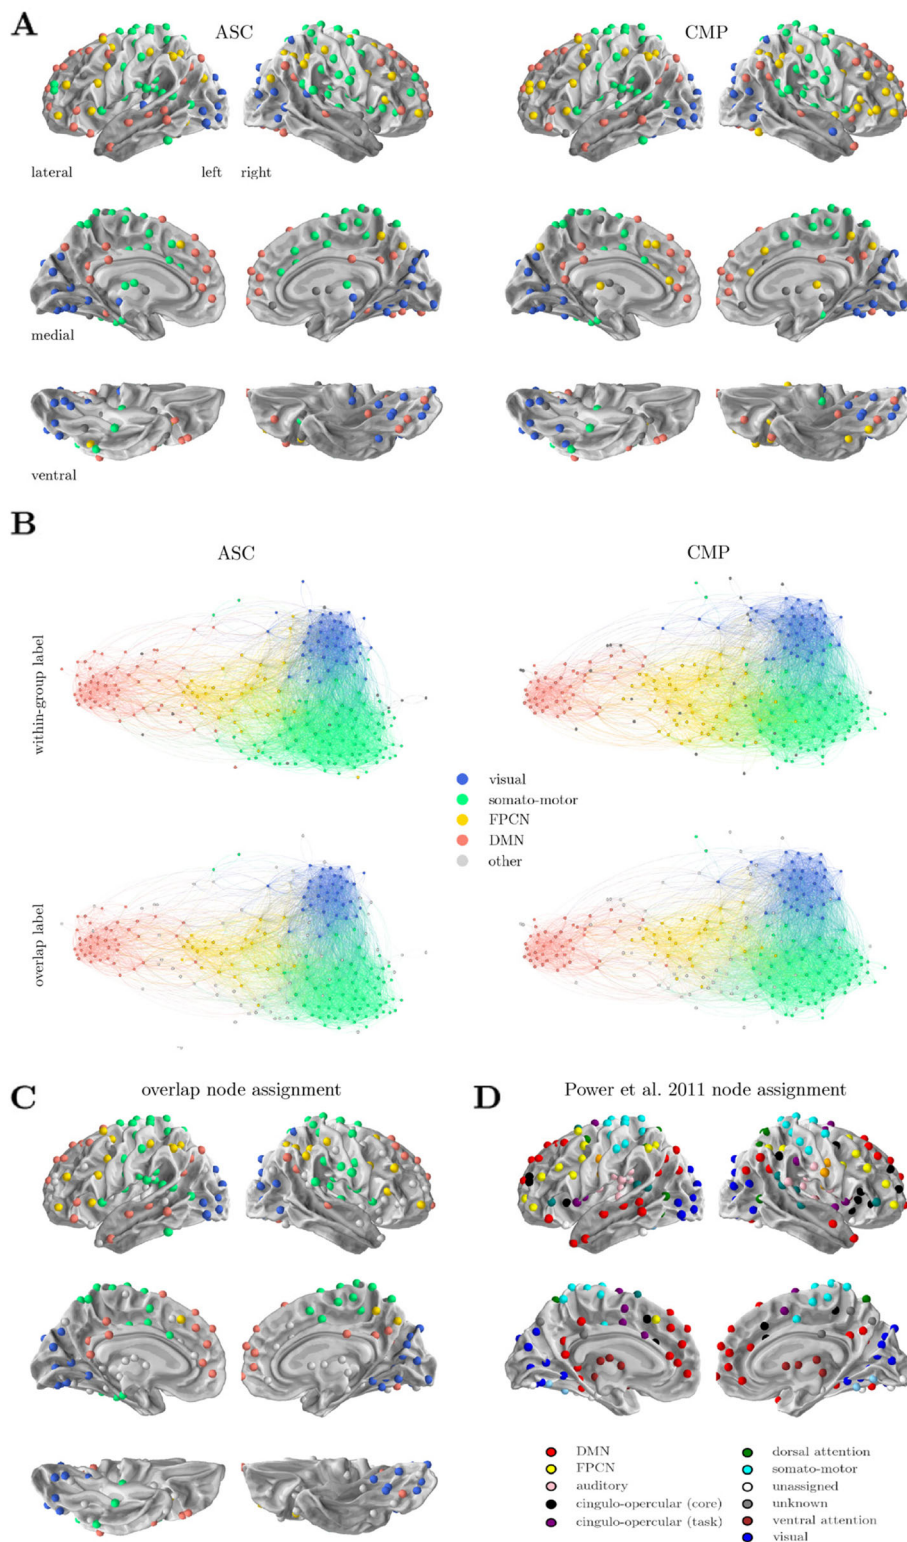 A
ASC
CMP
lateral
left
right
medial
ventral
B
ASC
CMP
within-group label
visual
somato-motor
FPCN
DMN
other
overlap label
C
overlap node assignment
D
Power et al. 2011 node assignment
DMN
FPCN
auditory
cingulo-opercular (core)
cingulo-opercular (task)
dorsal attention
somato-motor
unassigned
unknown
ventral attention
visual